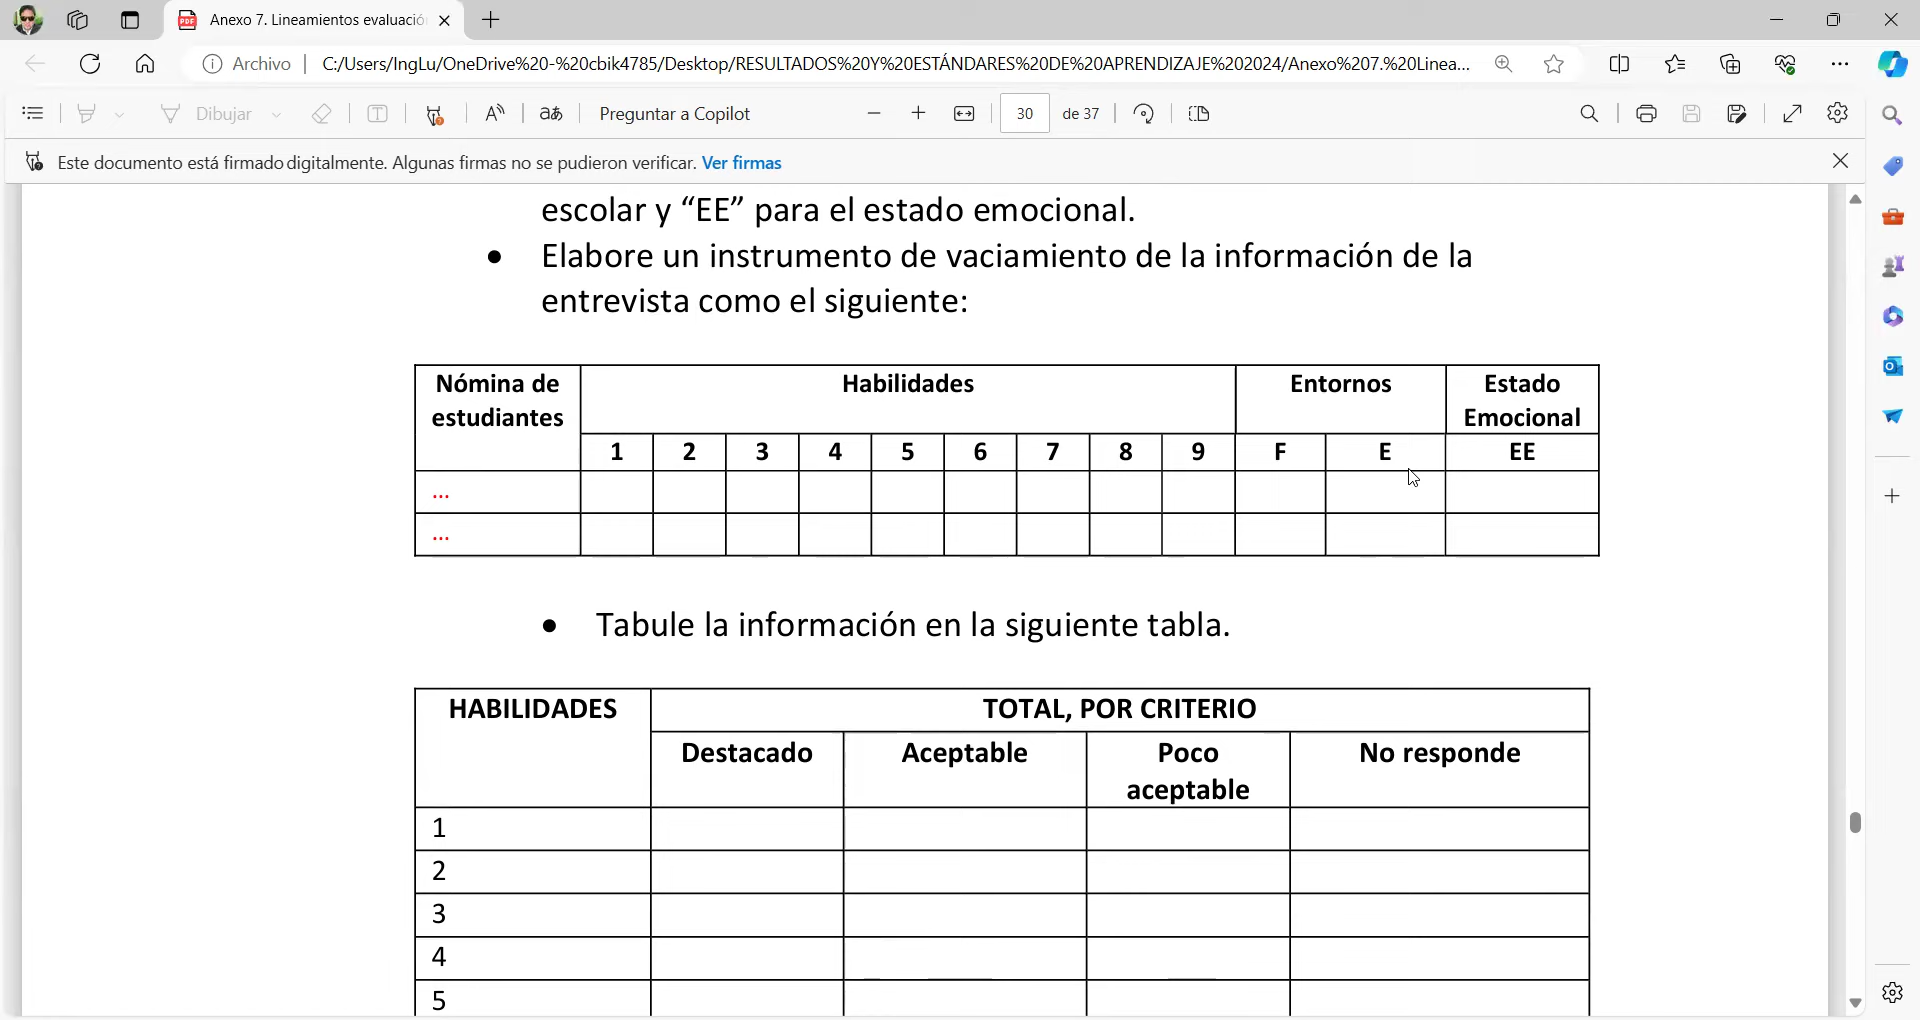 Anexo 7. Lineamientos evaluació
Archivo
C:/Users/IngLu/OneDrive%20-%20cbik4785/Desktop/RESULTADOS%20Y%20ESTÁNDARES%20DE%20APRENDIZAJE%202024/Anexo%207.%20Linea...
Dibujar
Preguntar a Copilot
30 de 37
Este documento está firmado digitalmente. Algunas firmas no se pudieron verificar. Ver firmas
escolar y “EE” para el estado emocional.
• Elabore un instrumento de vaciamiento de la información de la
entrevista como el siguiente:
Nómina de estudiantes Habilidades Entornos Estado Emocional
1 2 3 4 5 6 7 8 9 F E EE
...
...
• Tabule la información en la siguiente tabla.
HABILIDADES TOTAL, POR CRITERIO
Destacado Aceptable Poco aceptable No responde
1
2
3
4
5